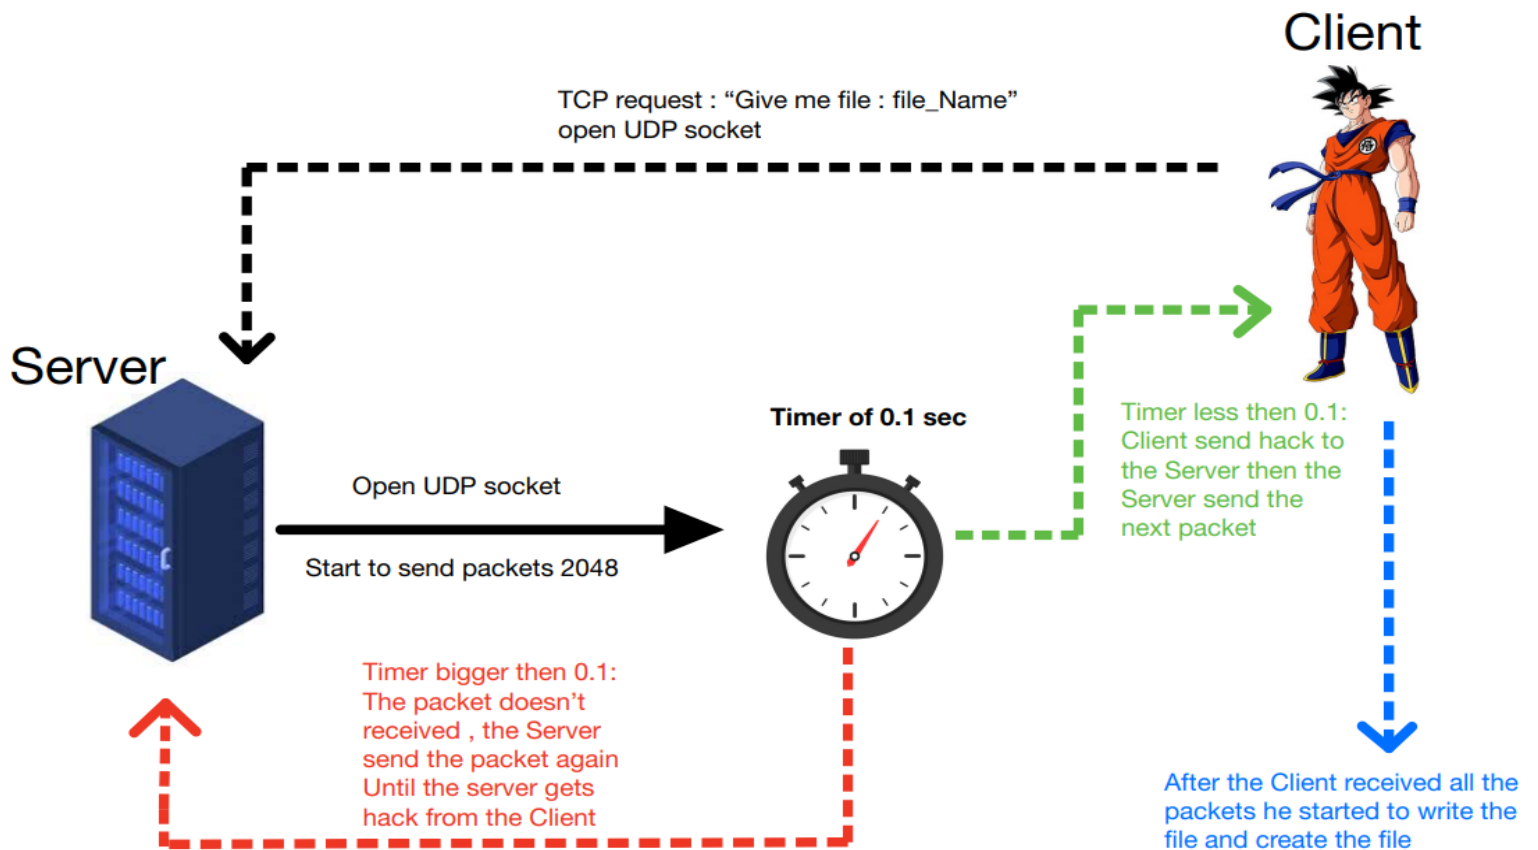 Client
TCP request : “Give me file : file_Name”
open UDP socket
Server
Timer of 0.1 sec
Open UDP socket
Start to send packets 2048
Timer less then 0.1:
Client send hack to
the Server then the
Server send the
next packet
Timer bigger then 0.1:
The packet doesn’t
received , the Server
send the packet again
Until the server gets
hack from the Client
After the Client received all the
packets he started to write the
file and create the file